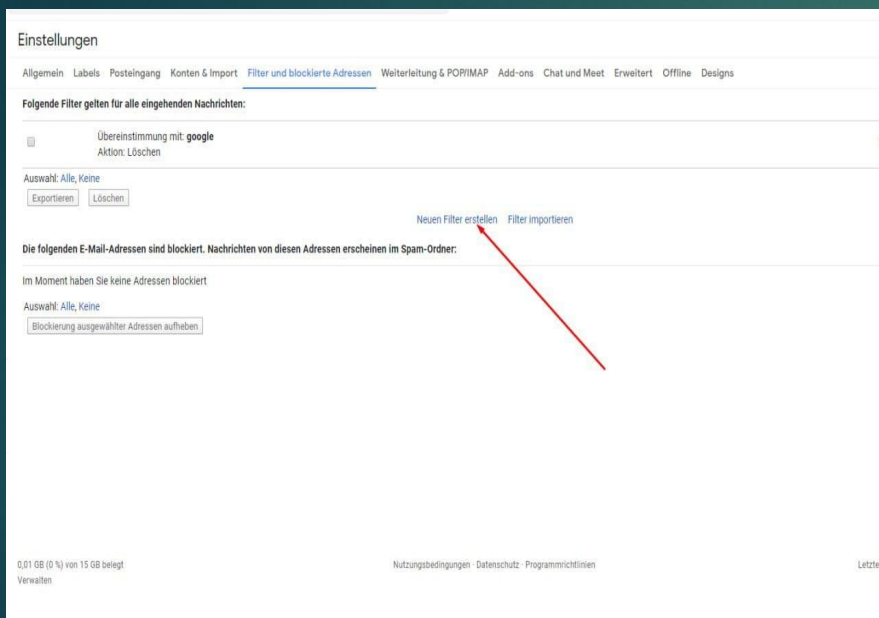 Einstellungen
Allgemein Labels Posteingang Konten & Import Filter und blockierte Adressen Weiterleitung & POP/IMAP Add-ons Chat und Meet Erweitert Offline Designs
Folgende Filter gelten für alle eingehenden Nachrichten:
Übereinstimmung mit: google
Aktion: Löschen
Auswahl: Alle, Keine
Exportieren Löschen
Neuen Filter erstellen Filter importieren
Die folgenden E-Mail-Adressen sind blockiert. Nachrichten von diesen Adressen erscheinen im Spam-Ordner:
Im Moment haben Sie keine Adressen blockiert
Auswahl: Alle, Keine
Blockierung ausgewählter Adressen aufheben
0,01 GB (0 %) von 15 GB belegt
Verwalten
Nutzungsbedingungen · Datenschutz · Programmrichtlinien
Letzte